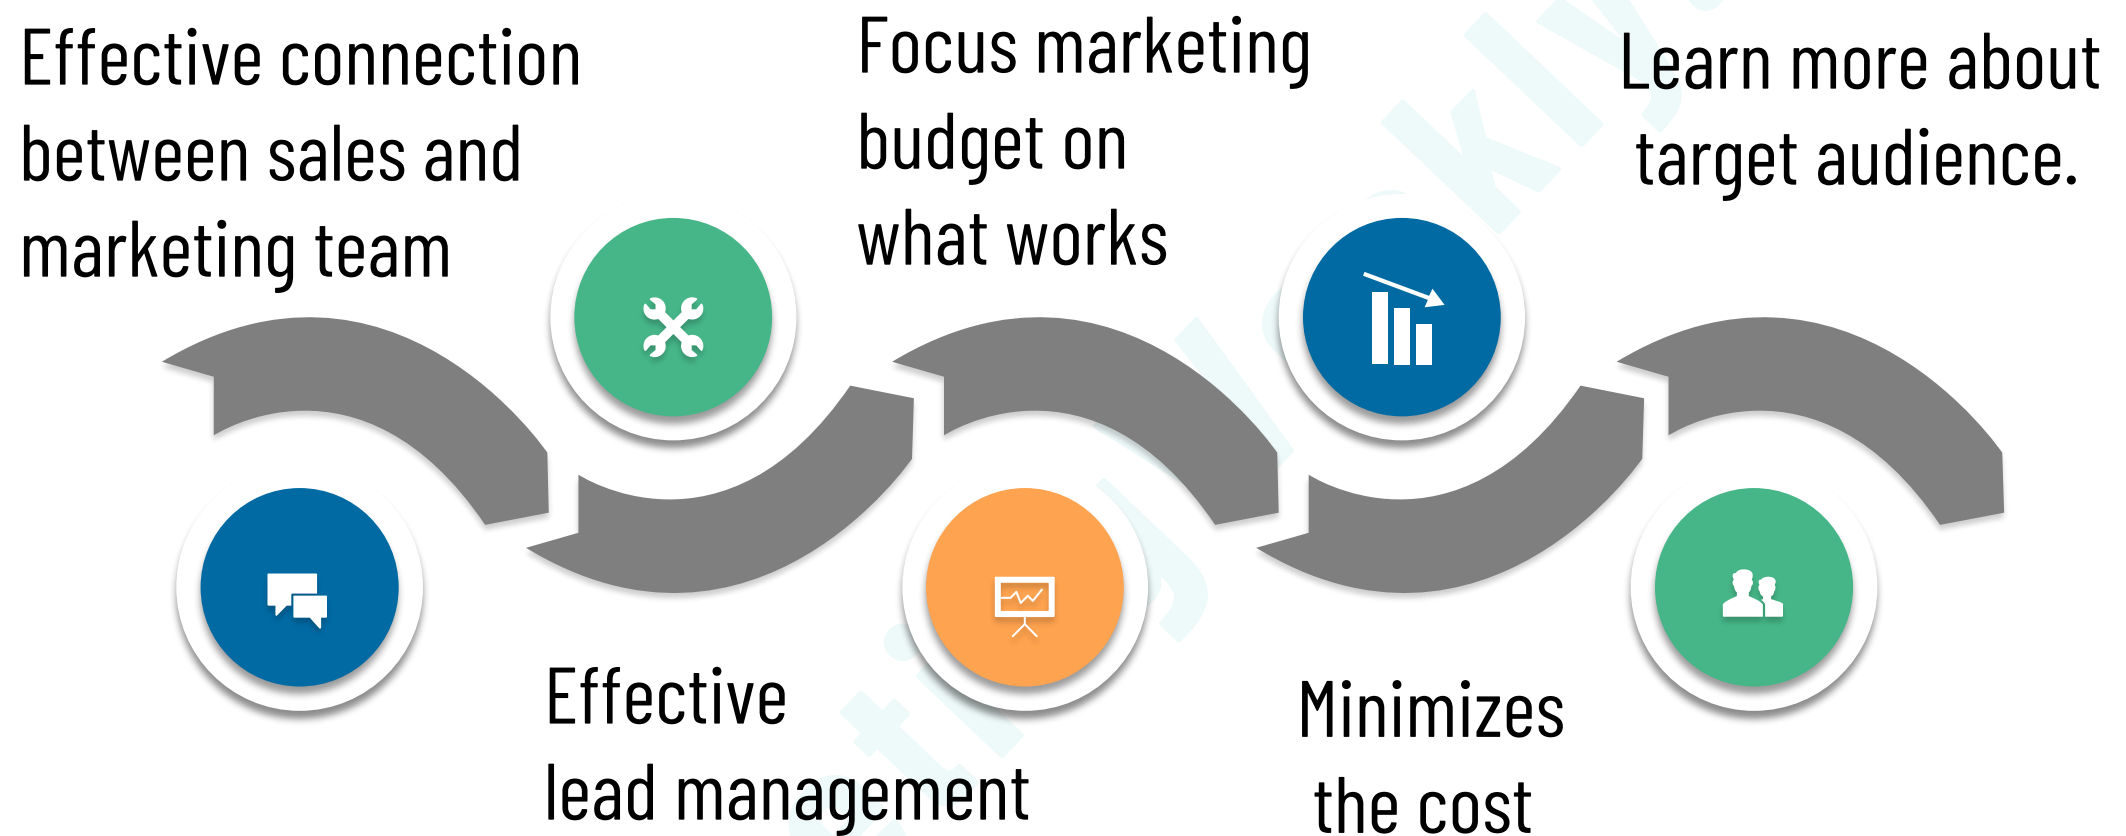 Effective connection
between sales and
marketing team
Effective
lead management
Focus marketing
budget on
what works
Minimizes
the cost
Learn more about
target audience.